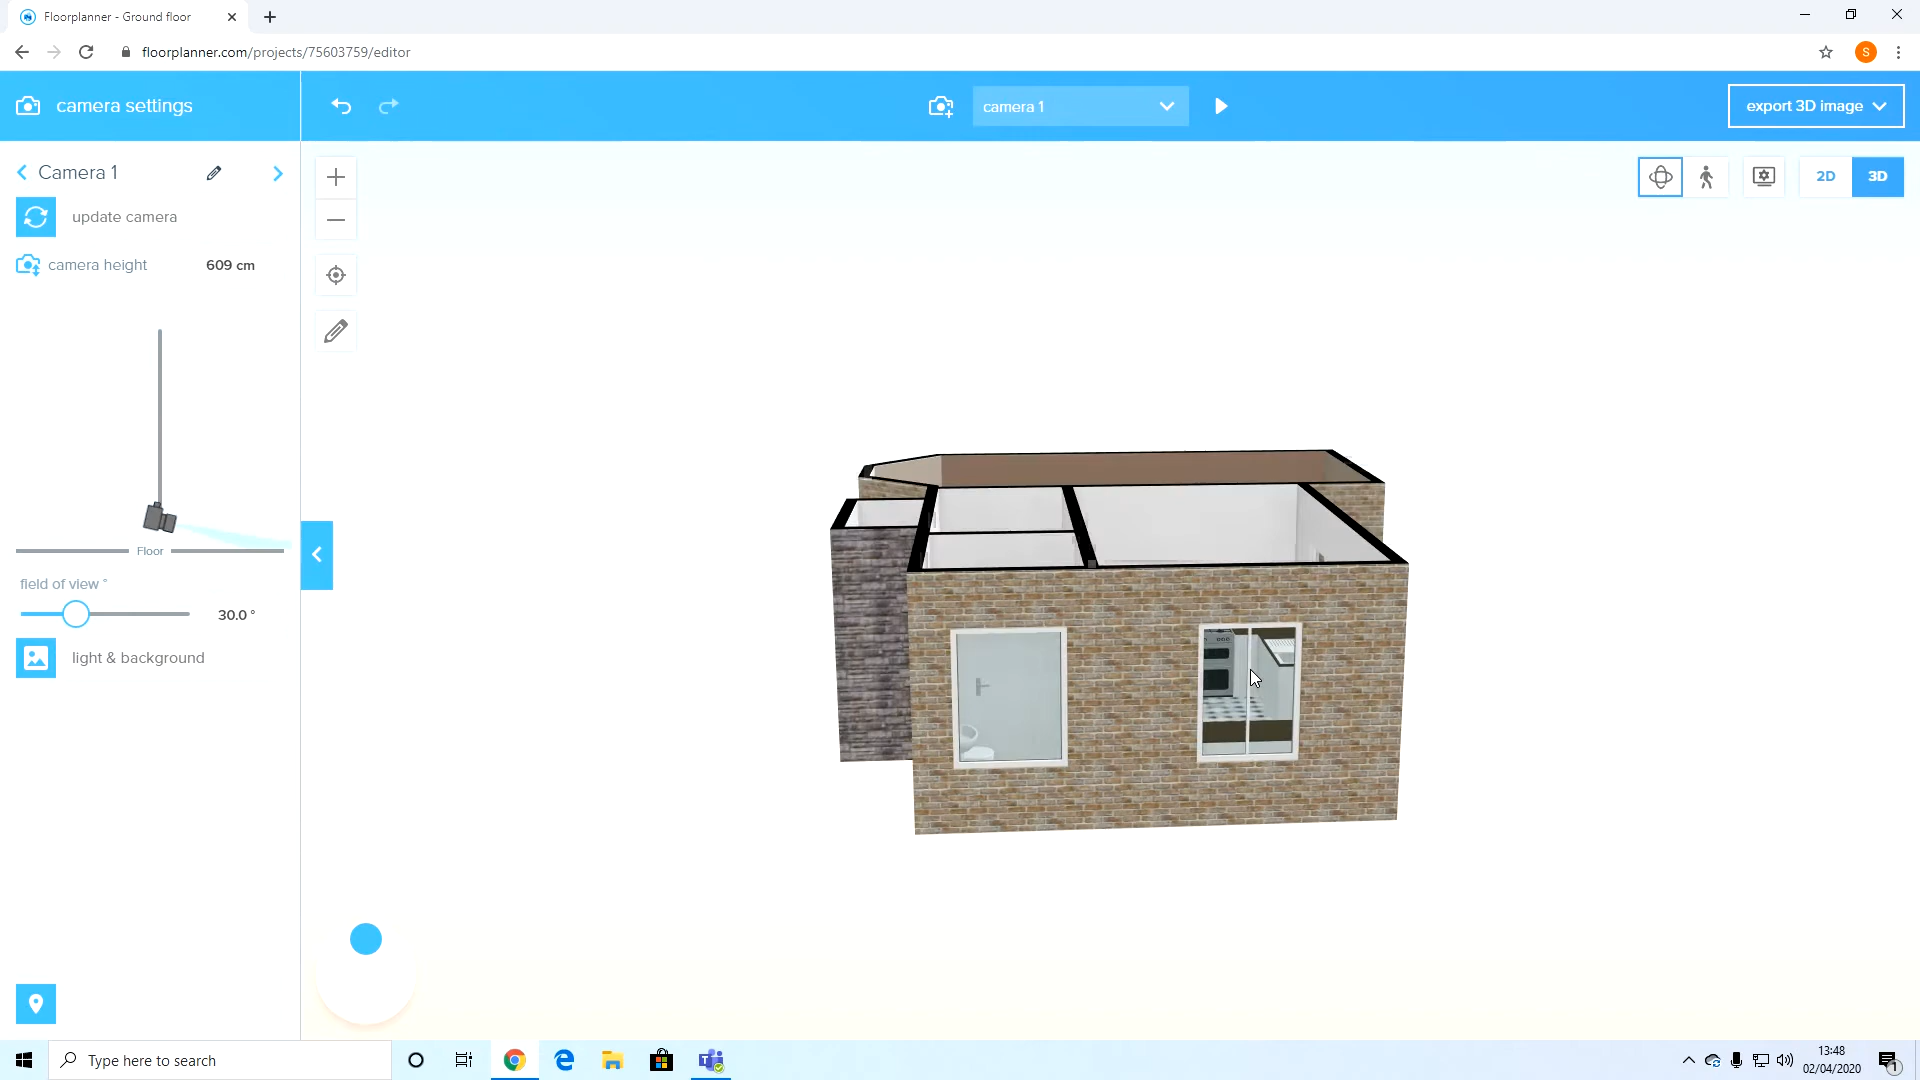 Floorplanner - Ground floor
floorplanner.com/projects/75603759/editor
S
camera settings
camera 1
export 3D image
Camera 1
2D
3D
update camera
camera height 609 cm
Floor
field of view °
30.0 °
light & background
Type here to search
13:48
02/04/2020
1